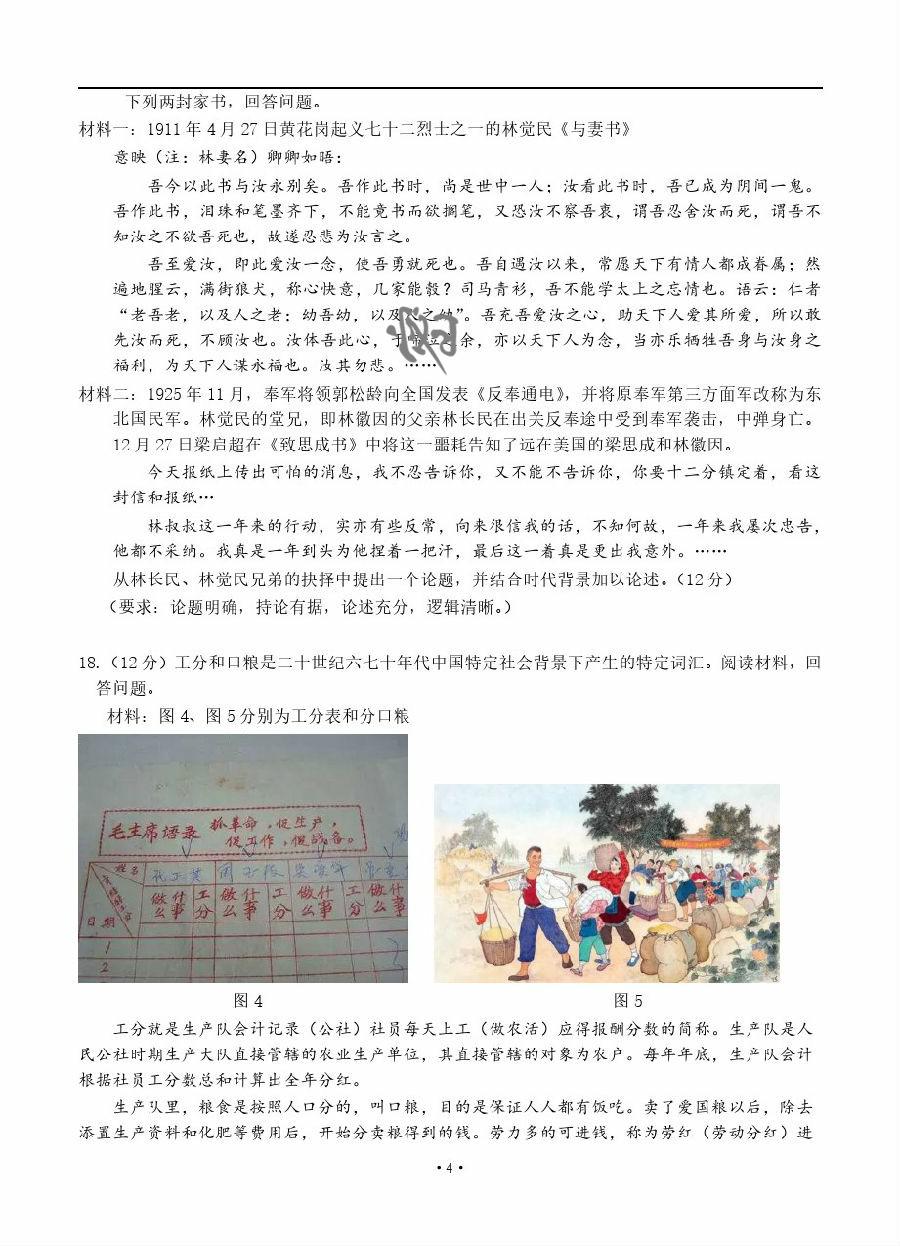 下列两封家书，回答问题。
材料一：1911 年 4 月 27 日黄花岗起义七十二烈士之一的林觉民《与妻书》
意映（注：林妻名）卿卿如晤：
吾今以此书与汝永别矣。吾作此书时，尚是世中一人；汝看此书时，吾已成为阴间一鬼。
吾作此书，泪珠和笔墨齐下，不能竟书而欲搁笔，又恐汝不察吾衷，谓吾忍舍汝而死，谓吾不
知汝之不欲吾死也，故遂忍悲为汝言之。
吾至爱汝，即此爱汝一念，使吾勇就死也。吾自遇汝以来，常愿天下有情人都成眷属；然
遍地腥云，满街狼犬，称心快意，几家能彀？司马青衫，吾不能学太上之忘情也。语云：仁者
“老吾老，以及人之老；幼吾幼，以及人之幼”。吾充吾爱汝之心，助天下人爱其所爱，所以敢
先汝而死，不顾汝也。汝体吾此心，于啼泣之余，亦以天下人为念，当亦乐牺牲吾身与汝身之
福利，为天下人谋永福也。汝其勿悲。……
材料二：1925 年 11 月，奉军将领郭松龄向全国发表《反奉通电》，并将原奉军第三方面军改称为东
北国民军。林觉民的堂兄，即林徽因的父亲林长民在出关反奉途中受到奉军袭击，中弹身亡。
12 月 27 日梁启超在《致思成书》中将这一噩耗告知了远在美国的梁思成和林徽因。
今天报纸上传出可怕的消息，我不忍告诉你，又不能不告诉你，你要十二分镇定着，看这
封信和报纸…
林叔叔这一年来的行动，实亦有些反常，向来很信我的话，不知何故，一年来我屡次忠告，
他都不采纳。我真是一年到头为他捏着一把汗，最后这一着真是更出我意外。……
从林长民、林觉民兄弟的抉择中提出一个论题，并结合时代背景加以论述。（12 分）
（要求：论题明确，持论有据，论述充分，逻辑清晰。）
18.（12 分）工分和口粮是二十世纪六七十年代中国特定社会背景下产生的特定词汇。阅读材料，回
答问题。
材料：图 4、图 5 分别为工分表和分口粮
毛主席语录 抓革命，促生产，
促工作，促战备。
姓名
日期
做什么事 工分 做什么事 工分 做什么事 工分 做什么事
1
2
图 4
图 5
工分就是生产队会计记录（公社）社员每天上工（做农活）应得报酬分数的简称。生产队是人
民公社时期生产大队直接管辖的农业生产单位，其直接管辖的对象为农户。每年年底，生产队会计
根据社员工分数总和计算出全年分红。
生产队里，粮食是按照人口分的，叫口粮，目的是保证人人都有饭吃。卖了爱国粮以后，除去
添置生产资料和化肥等费用后，开始分卖粮得到的钱。劳力多的可进钱，称为劳红（劳动分红）进
·4·